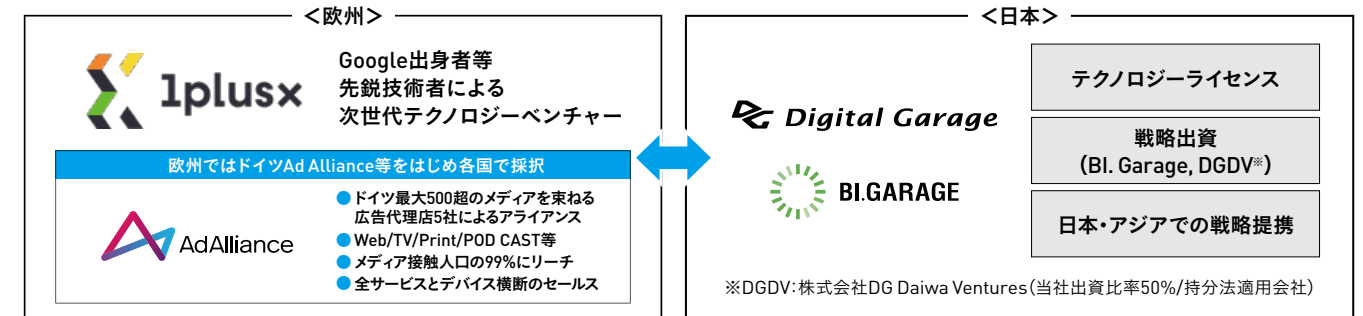 <欧州>
1plusx
Google出身者等
先鋭技術者による
次世代テクノロジーベンチャー
欧州ではドイツAd Alliance等をはじめ各国で採択
AdAlliance
●ドイツ最大500超のメディアを束ねる
広告代理店5社によるアライアンス
●Web/TV/Print/POD CAST等
●メディア接触人口の99%にリーチ
●全サービスとデバイス横断のセールス
<日本>
DG Digital Garage
BI.GARAGE
テクノロジーライセンス
戦略出資
(BI. Garage, DGDV※)
日本・アジアでの戦略提携
※DGDV:株式会社DG Daiwa Ventures(当社出資比率50%/持分法適用会社)